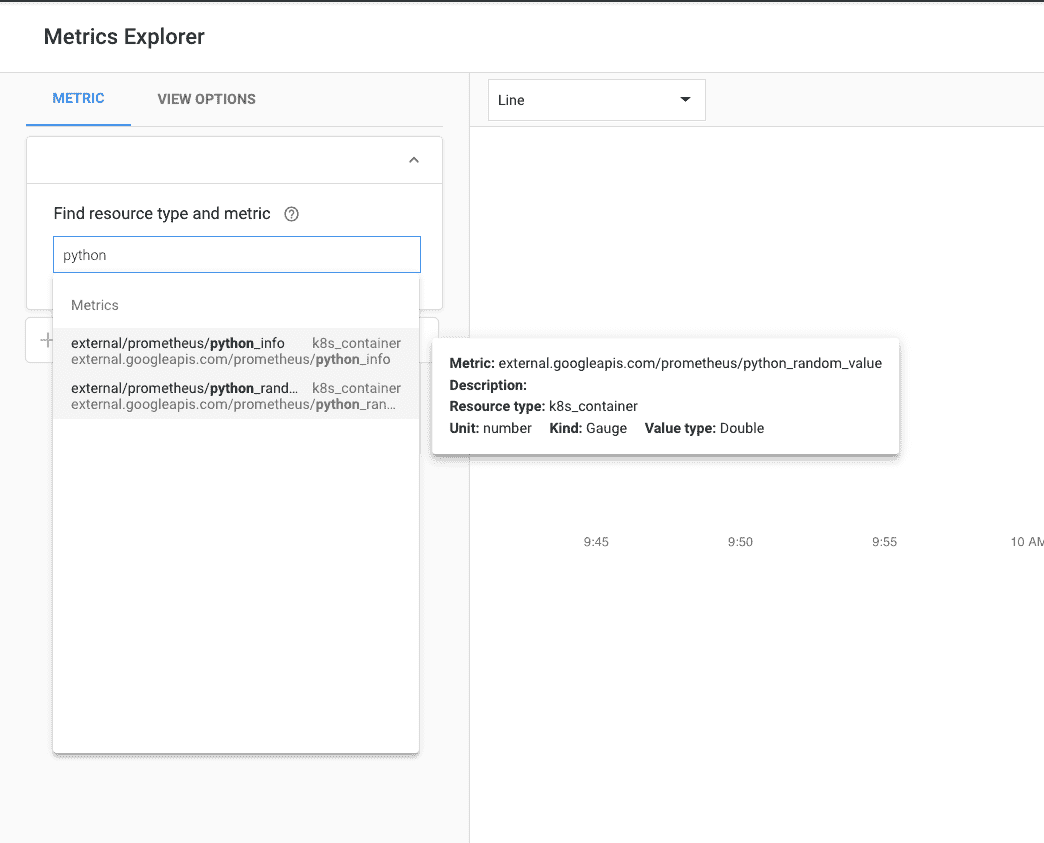 Metrics Explorer
METRIC VIEW OPTIONS
Line
Find resource type and metric
python
Metrics
external/prometheus/python_info k8s_container
external.googleapis.com/prometheus/python_info
external/prometheus/python_rand... k8s_container
external.googleapis.com/prometheus/python_ran...
Metric: external.googleapis.com/prometheus/python_random_value
Description:
Resource type: k8s_container
Unit: number Kind: Gauge Value type: Double
9:45 9:50 9:55 10 AM